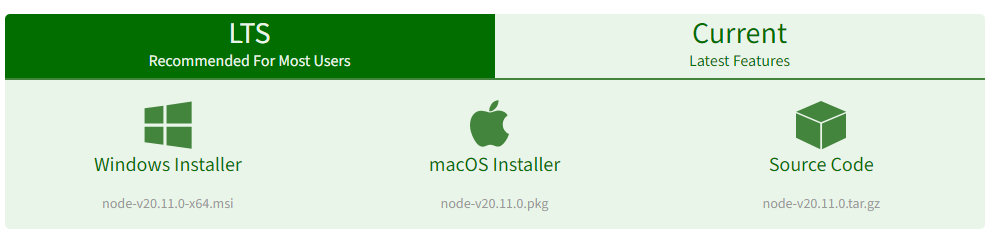 LTS
Recommended For Most Users
Current
Latest Features
Windows Installer
node-v20.11.0-x64.msi
macOS Installer
node-v20.11.0.pkg
Source Code
node-v20.11.0.tar.gz